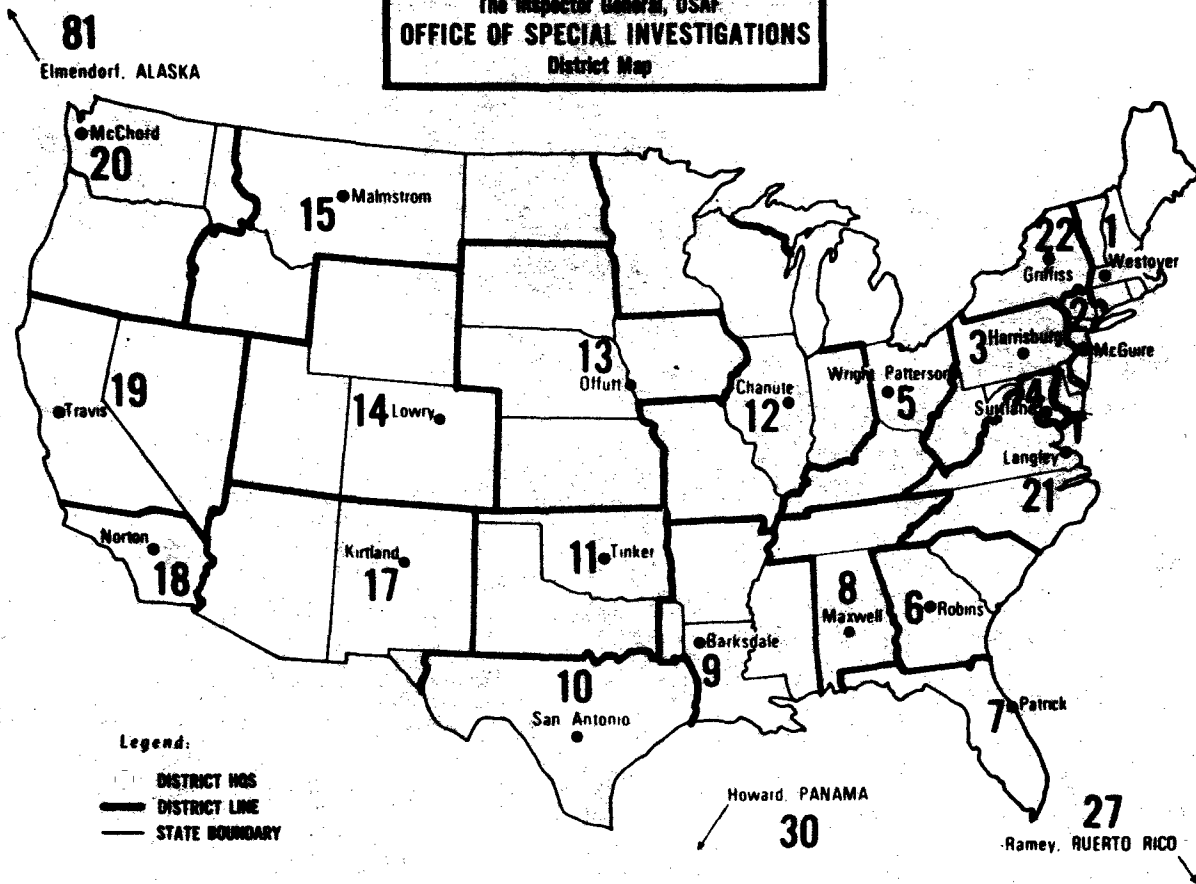 The Inspector General, USAF
OFFICE OF SPECIAL INVESTIGATIONS
District Map
81
Elmendorf, ALASKA
McChord
20
15
Malmstrom
22
Griffiss
1
Westover
3
Harrisburg
McGuire
13
Offutt
Wright Patterson
5
Chanute
12
19
Travis
14
Lowry
4
Suitland
Langley
21
Norton
18
Kirtland
17
11
Tinker
8
Maxwell
6
Robins
Barksdale
9
10
San Antonio
7
Patrick
Legend:
DISTRICT HQS
DISTRICT LINE
STATE BOUNDARY
Howard, PANAMA
30
27
Ramey, PUERTO RICO